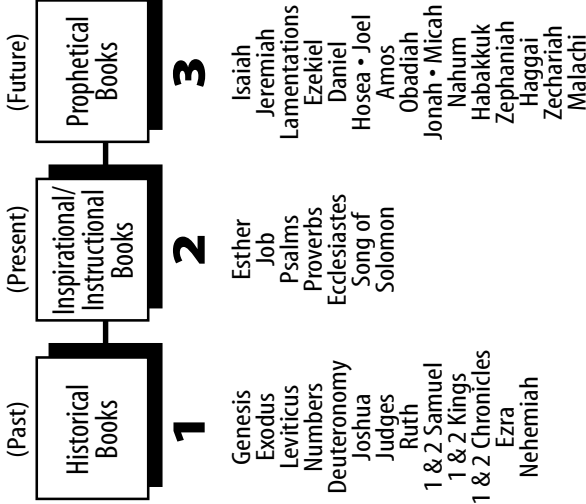 (Past)
Historical
Books
1
Genesis
Exodus
Leviticus
Numbers
Deuteronomy
Joshua
Judges
Ruth
1 & 2 Samuel
1 & 2 Kings
1 & 2 Chronicles
Ezra
Nehemiah
(Present)
Inspirational/
Instructional
Books
2
Esther
Job
Psalms
Proverbs
Ecclesiastes
Song of
Solomon
(Future)
Prophetical
Books
3
Isaiah
Jeremiah
Lamentations
Ezekiel
Daniel
Hosea • Joel
Amos
Obadiah
Jonah • Micah
Nahum
Habakkuk
Zephaniah
Haggai
Zechariah
Malachi